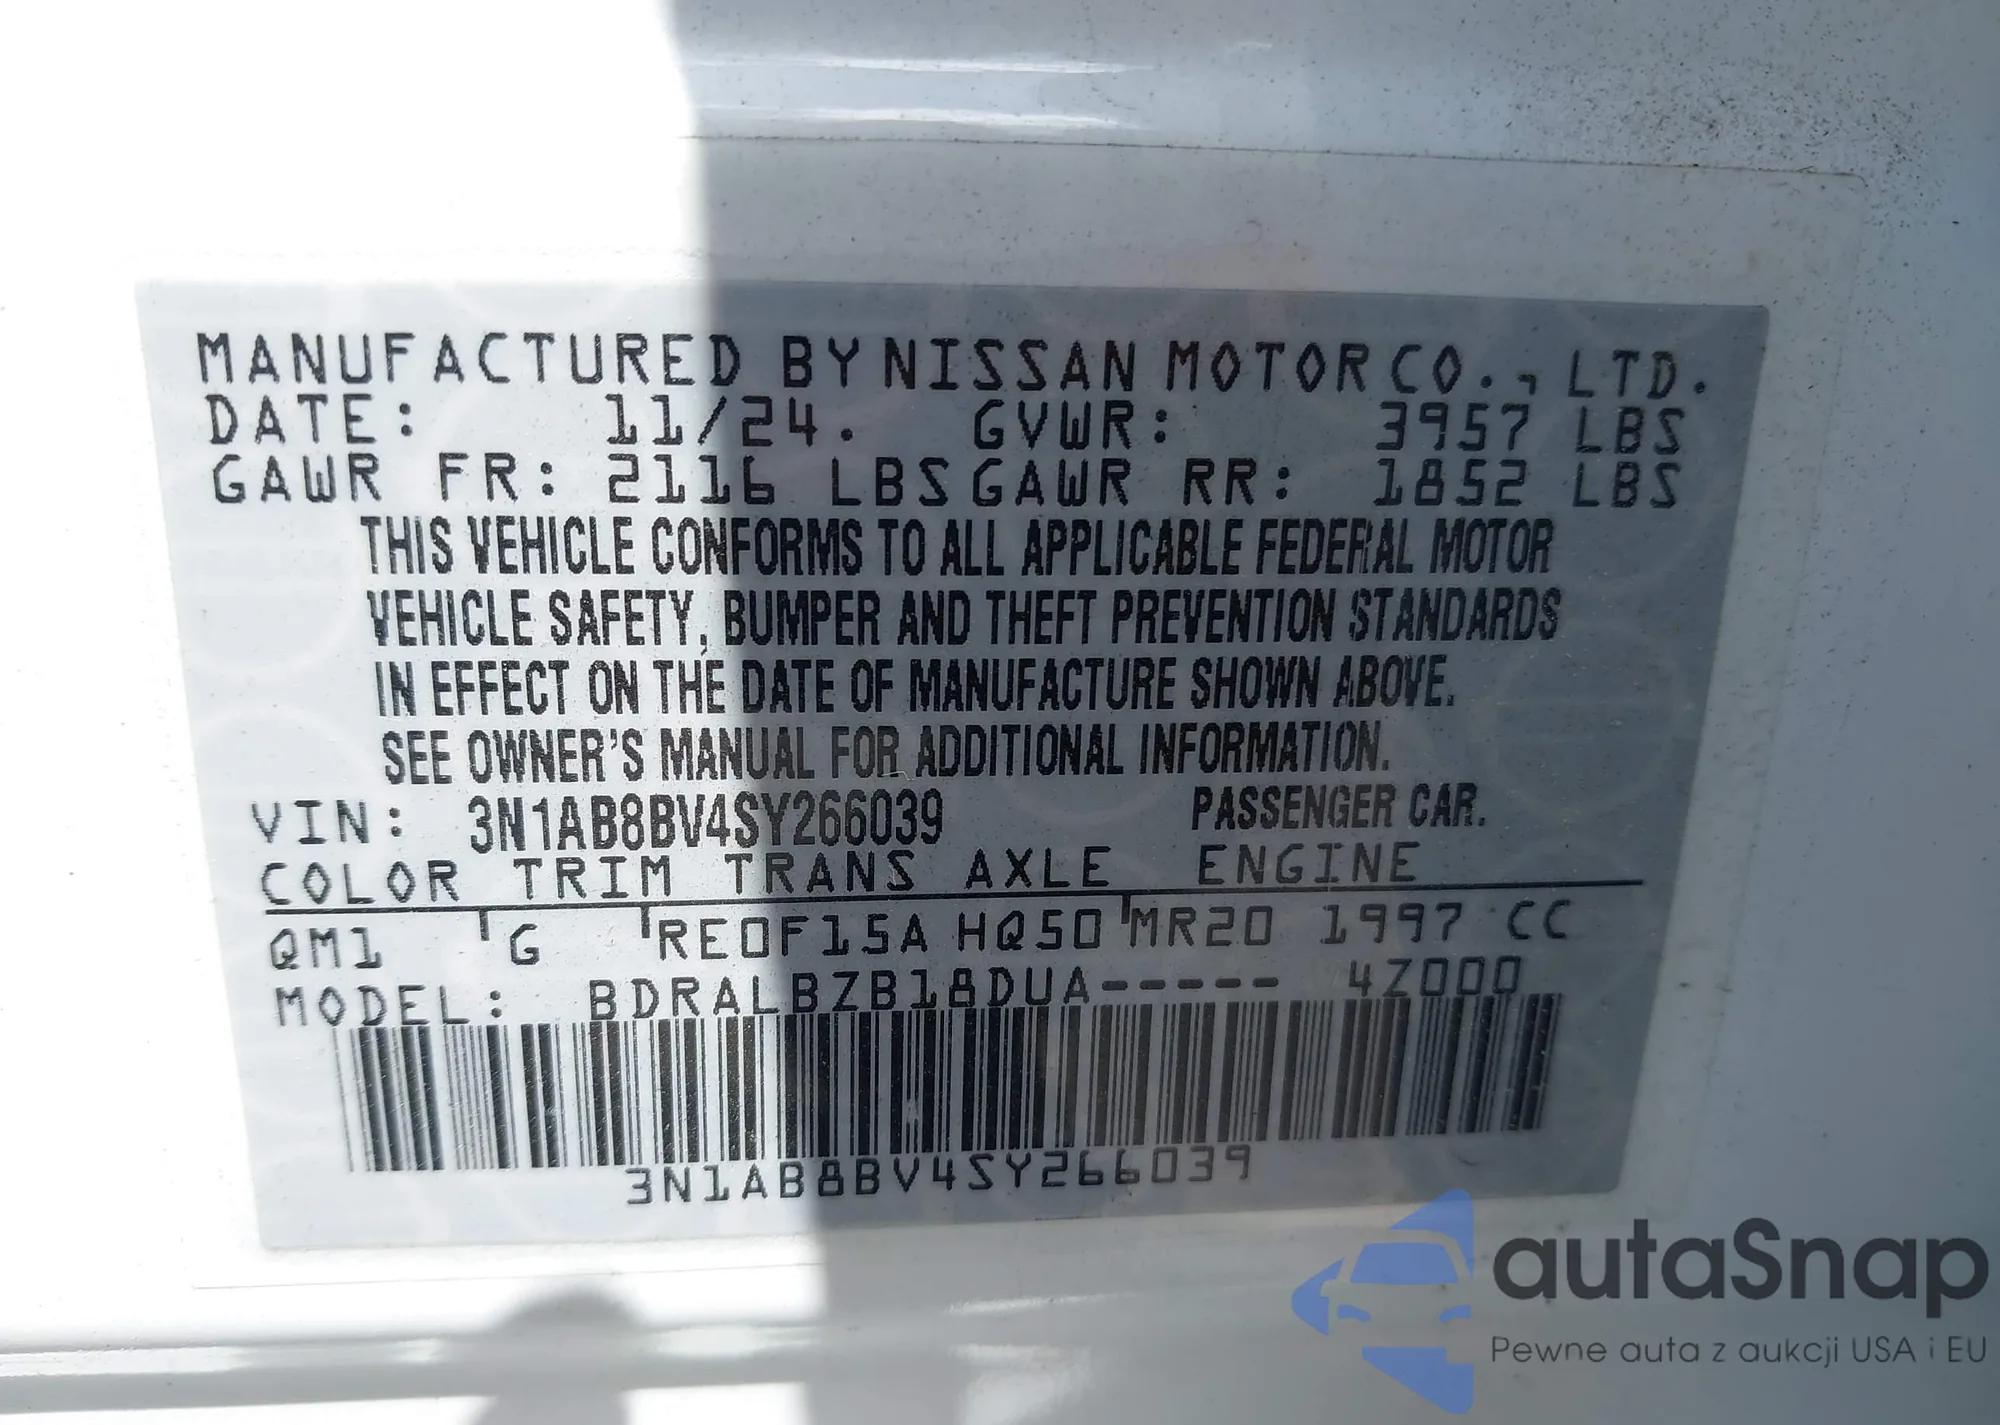 MANUFACTURED BY NISSAN MOTOR CO., LTD.
DATE: 11/24. GVWR: 3957 LBS
GAWR FR: 2116 LBS GAWR RR: 1852 LBS
THIS VEHICLE CONFORMS TO ALL APPLICABLE FEDERAL MOTOR
VEHICLE SAFETY, BUMPER AND THEFT PREVENTION STANDARDS
IN EFFECT ON THE DATE OF MANUFACTURE SHOWN ABOVE.
SEE OWNER'S MANUAL FOR ADDITIONAL INFORMATION.
VIN: 3N1AB8BV4SY266039 PASSENGER CAR.
COLOR TRIM TRANS AXLE ENGINE
QM1 G RE0F15A HQ50 MR20 1997 CC
MODEL: BDRALBZB18DUA----- 4Z000
3N1AB8BV4SY266039
autaSnap
Pewne auta z aukcji USA i EU